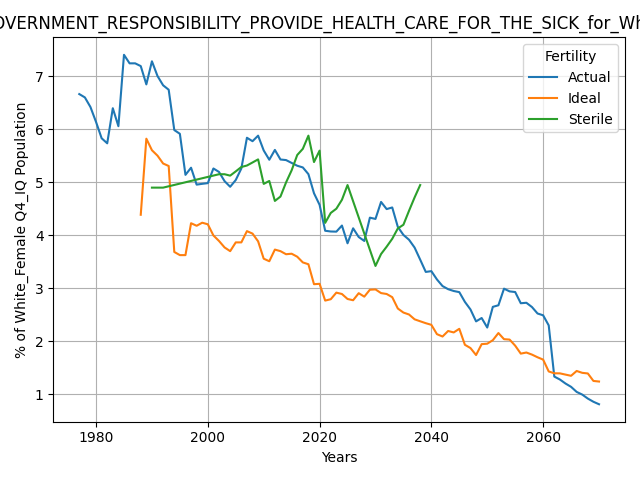 OVERNMENT_RESPONSIBILITY_PROVIDE_HEALTH_CARE_FOR_THE_SICK_for_Wh
Fertility
Actual
Ideal
Sterile
% of White_Female Q4_IQ Population
7
6
5
4
3
2
1
1980 2000 2020 2040 2060
Years